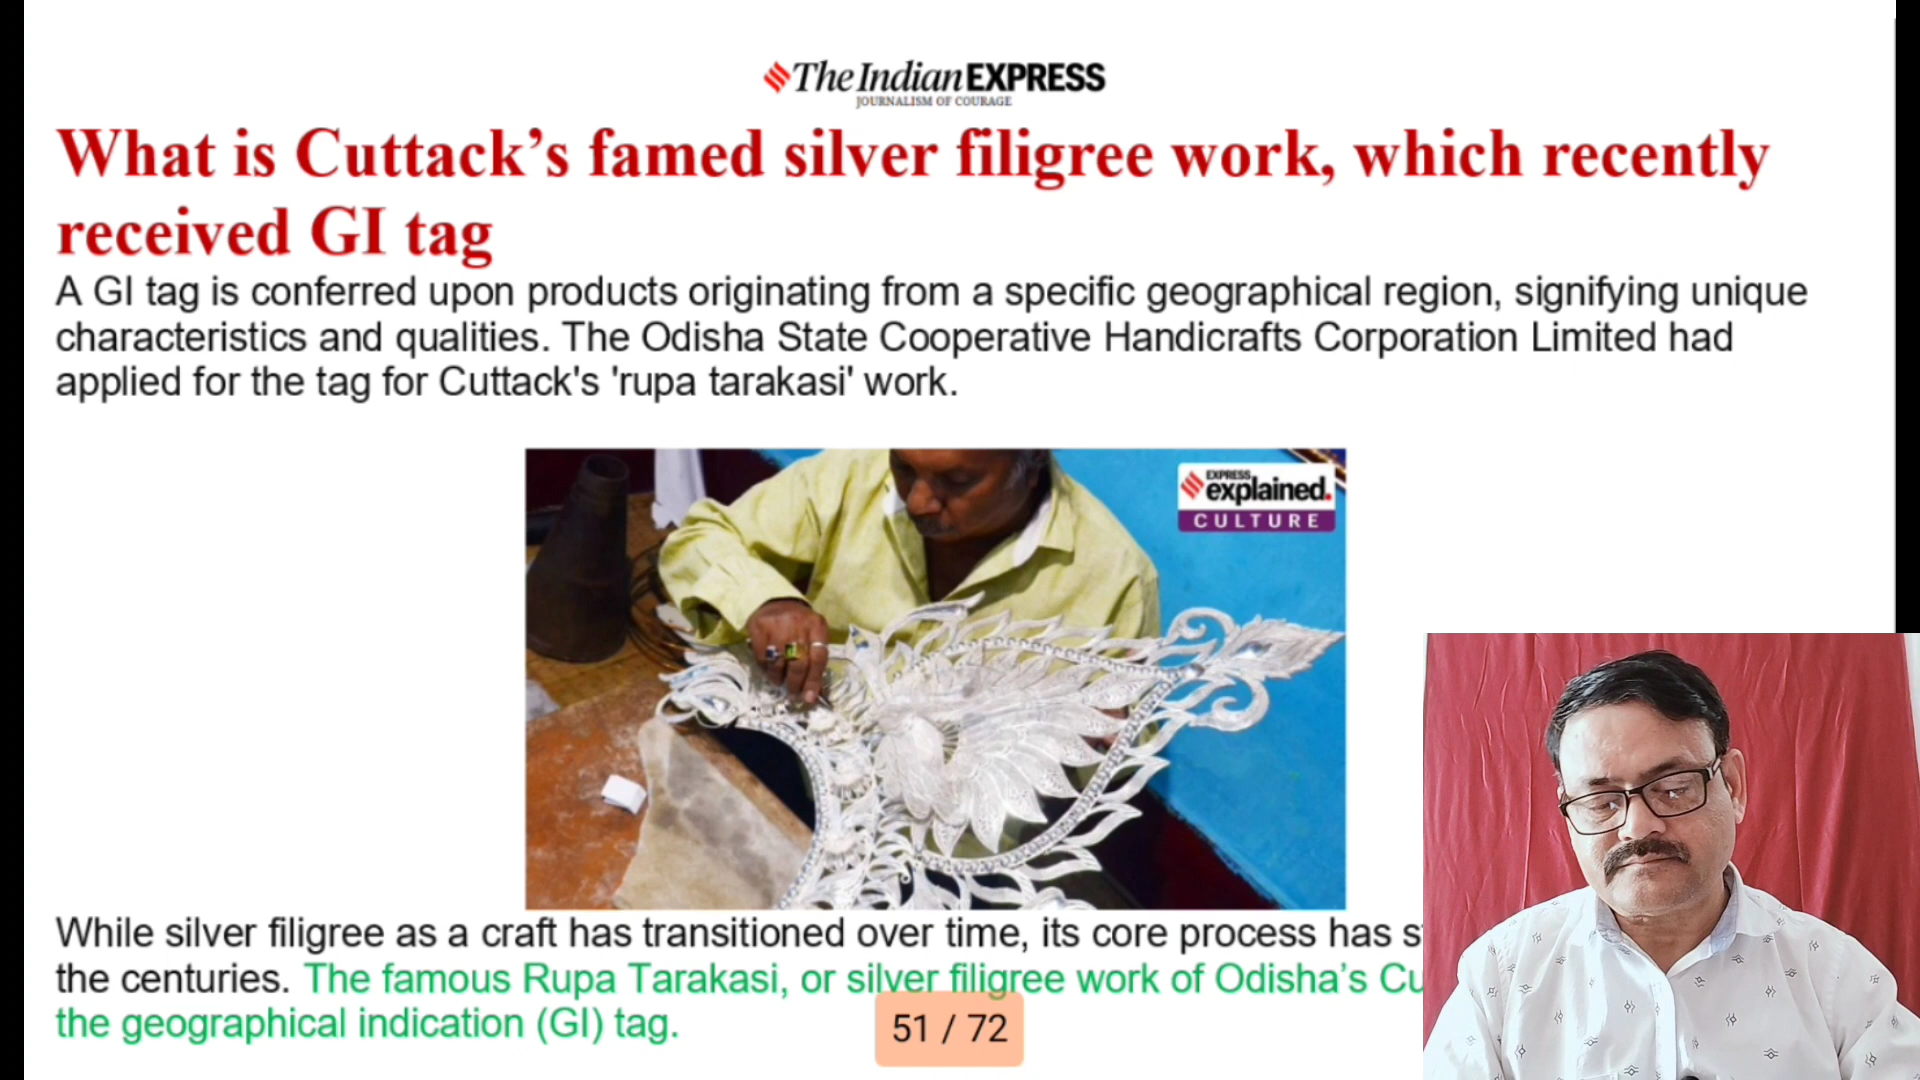 The Indian EXPRESS
JOURNALISM OF COURAGE
What is Cuttack’s famed silver filigree work, which recently
received GI tag
A GI tag is conferred upon products originating from a specific geographical region, signifying unique
characteristics and qualities. The Odisha State Cooperative Handicrafts Corporation Limited had
applied for the tag for Cuttack's 'rupa tarakasi' work.
EXPRESS
explained.
CULTURE
While silver filigree as a craft has transitioned over time, its core process has
the centuries. The famous Rupa Tarakasi, or silver filigree work of Odisha’s
the geographical indication (GI) tag.
51 / 72